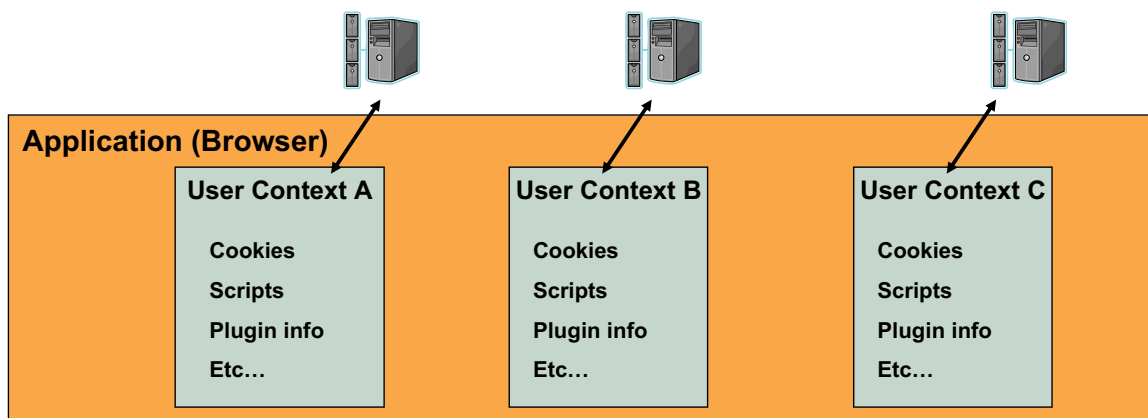 Application (Browser)
User Context A
Cookies
Scripts
Plugin info
Etc…
User Context B
Cookies
Scripts
Plugin info
Etc…
User Context C
Cookies
Scripts
Plugin info
Etc…